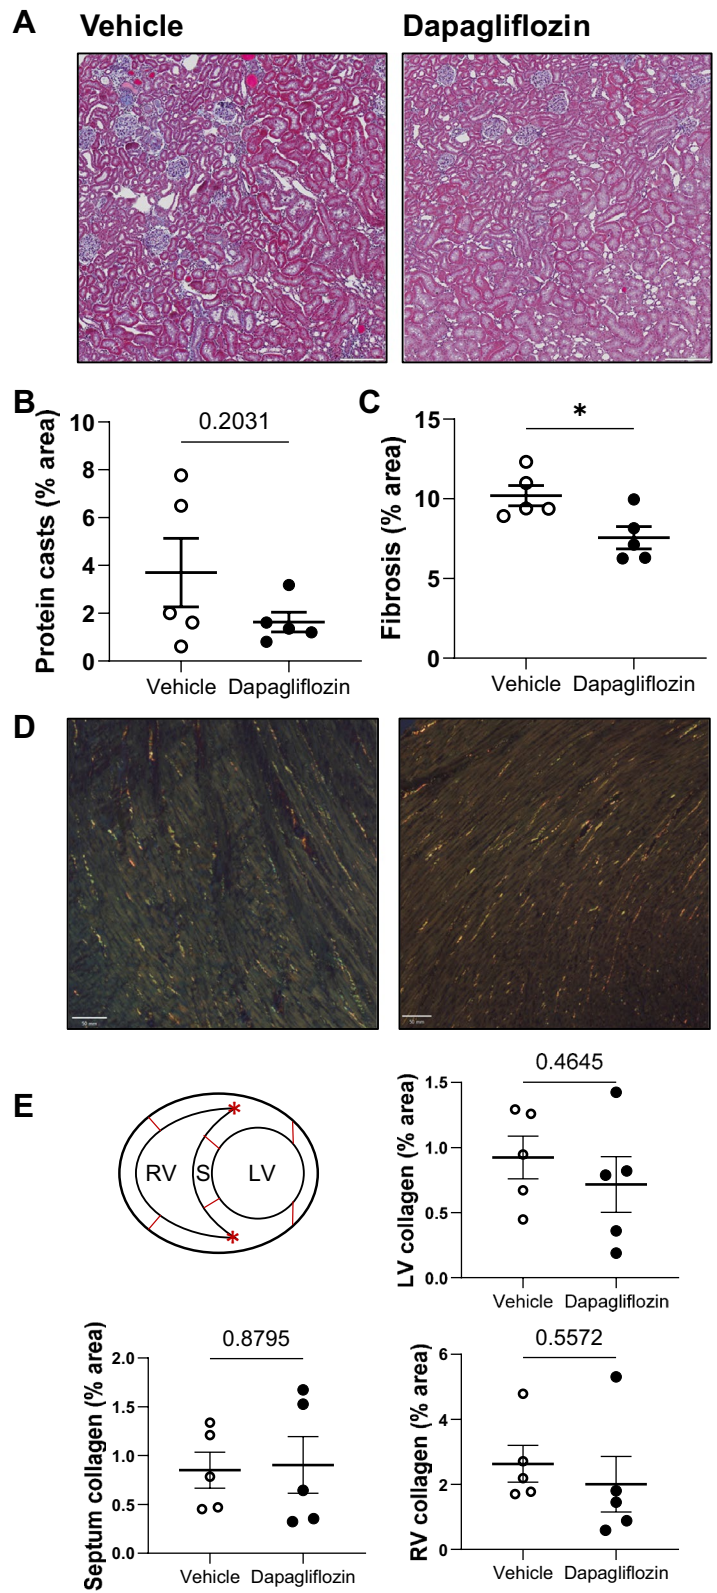 A Vehicle Dapagliflozin
B
Protein casts (% area)
10
8
6
4
2
0
0.2031
Vehicle Dapagliflozin
C
Fibrosis (% area)
15
10
5
0
*
Vehicle Dapagliflozin
D
E
RV S LV
*
*
LV collagen (% area)
1.5
1.0
0.5
0.0
0.4645
Vehicle Dapagliflozin
Septum collagen (% area)
2.0
1.5
1.0
0.5
0.0
0.8795
Vehicle Dapagliflozin
RV collagen (% area)
6
4
2
0
0.5572
Vehicle Dapagliflozin